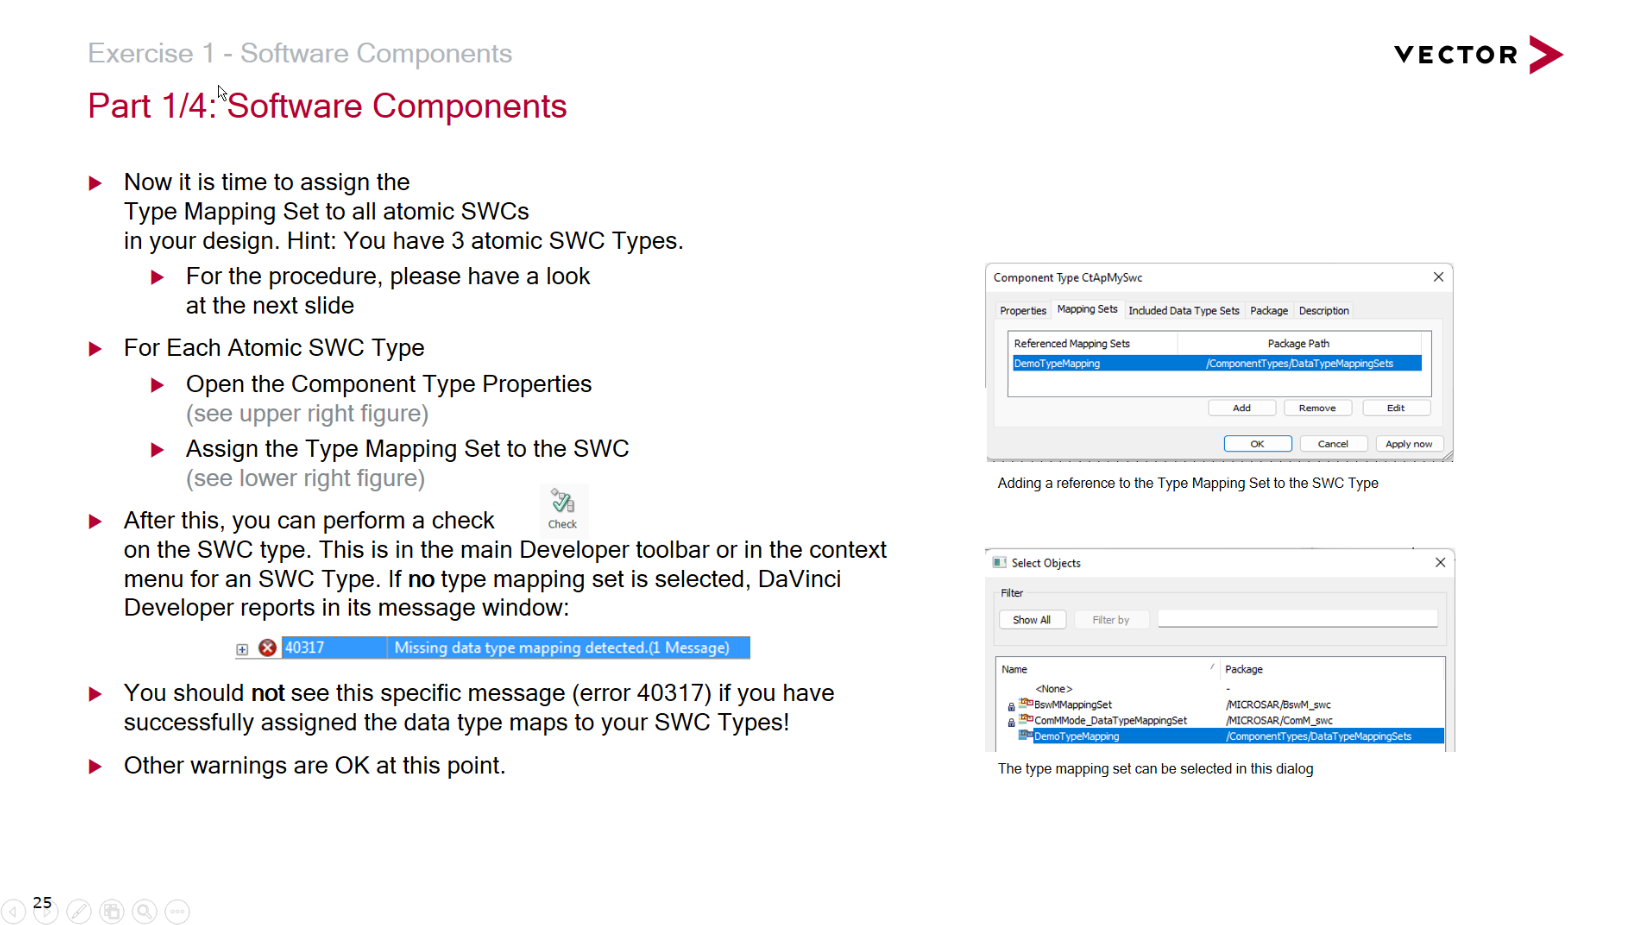 Exercise 1 - Software Components
VECTOR
Part 1/4: Software Components
Now it is time to assign the
Type Mapping Set to all atomic SWCs
in your design. Hint: You have 3 atomic SWC Types.
For the procedure, please have a look
at the next slide
For Each Atomic SWC Type
Open the Component Type Properties
(see upper right figure)
Assign the Type Mapping Set to the SWC
(see lower right figure)
After this, you can perform a check
Check
on the SWC type. This is in the main Developer toolbar or in the context
menu for an SWC Type. If no type mapping set is selected, DaVinci
Developer reports in its message window:
40317 Missing data type mapping detected.(1 Message)
You should not see this specific message (error 40317) if you have
successfully assigned the data type maps to your SWC Types!
Other warnings are OK at this point.
Component Type CtApMySwc
Properties Mapping Sets Included Data Type Sets Package Description
Referenced Mapping Sets Package Path
DemoTypeMapping /ComponentTypes/DataTypeMappingSets
Add Remove Edit
OK Cancel Apply now
Adding a reference to the Type Mapping Set to the SWC Type
Select Objects
Filter
Show All Filter by
Name Package
<None> -
BswMMappingSet /MICROSAR/BswM_swc
ComMMode_DataTypeMappingSet /MICROSAR/ComM_swc
DemoTypeMapping /ComponentTypes/DataTypeMappingSets
The type mapping set can be selected in this dialog
25